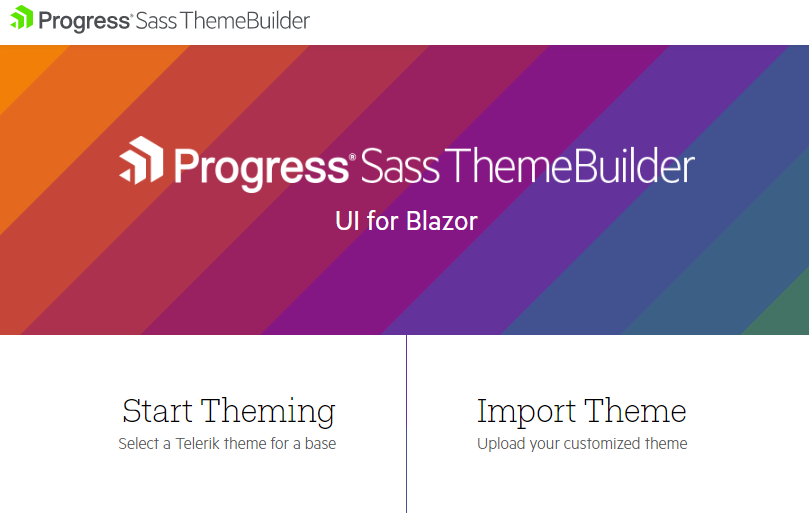 Progress® Sass ThemeBuilder
Progress® Sass ThemeBuilder
UI for Blazor
Start Theming
Select a Telerik theme for a base
Import Theme
Upload your customized theme